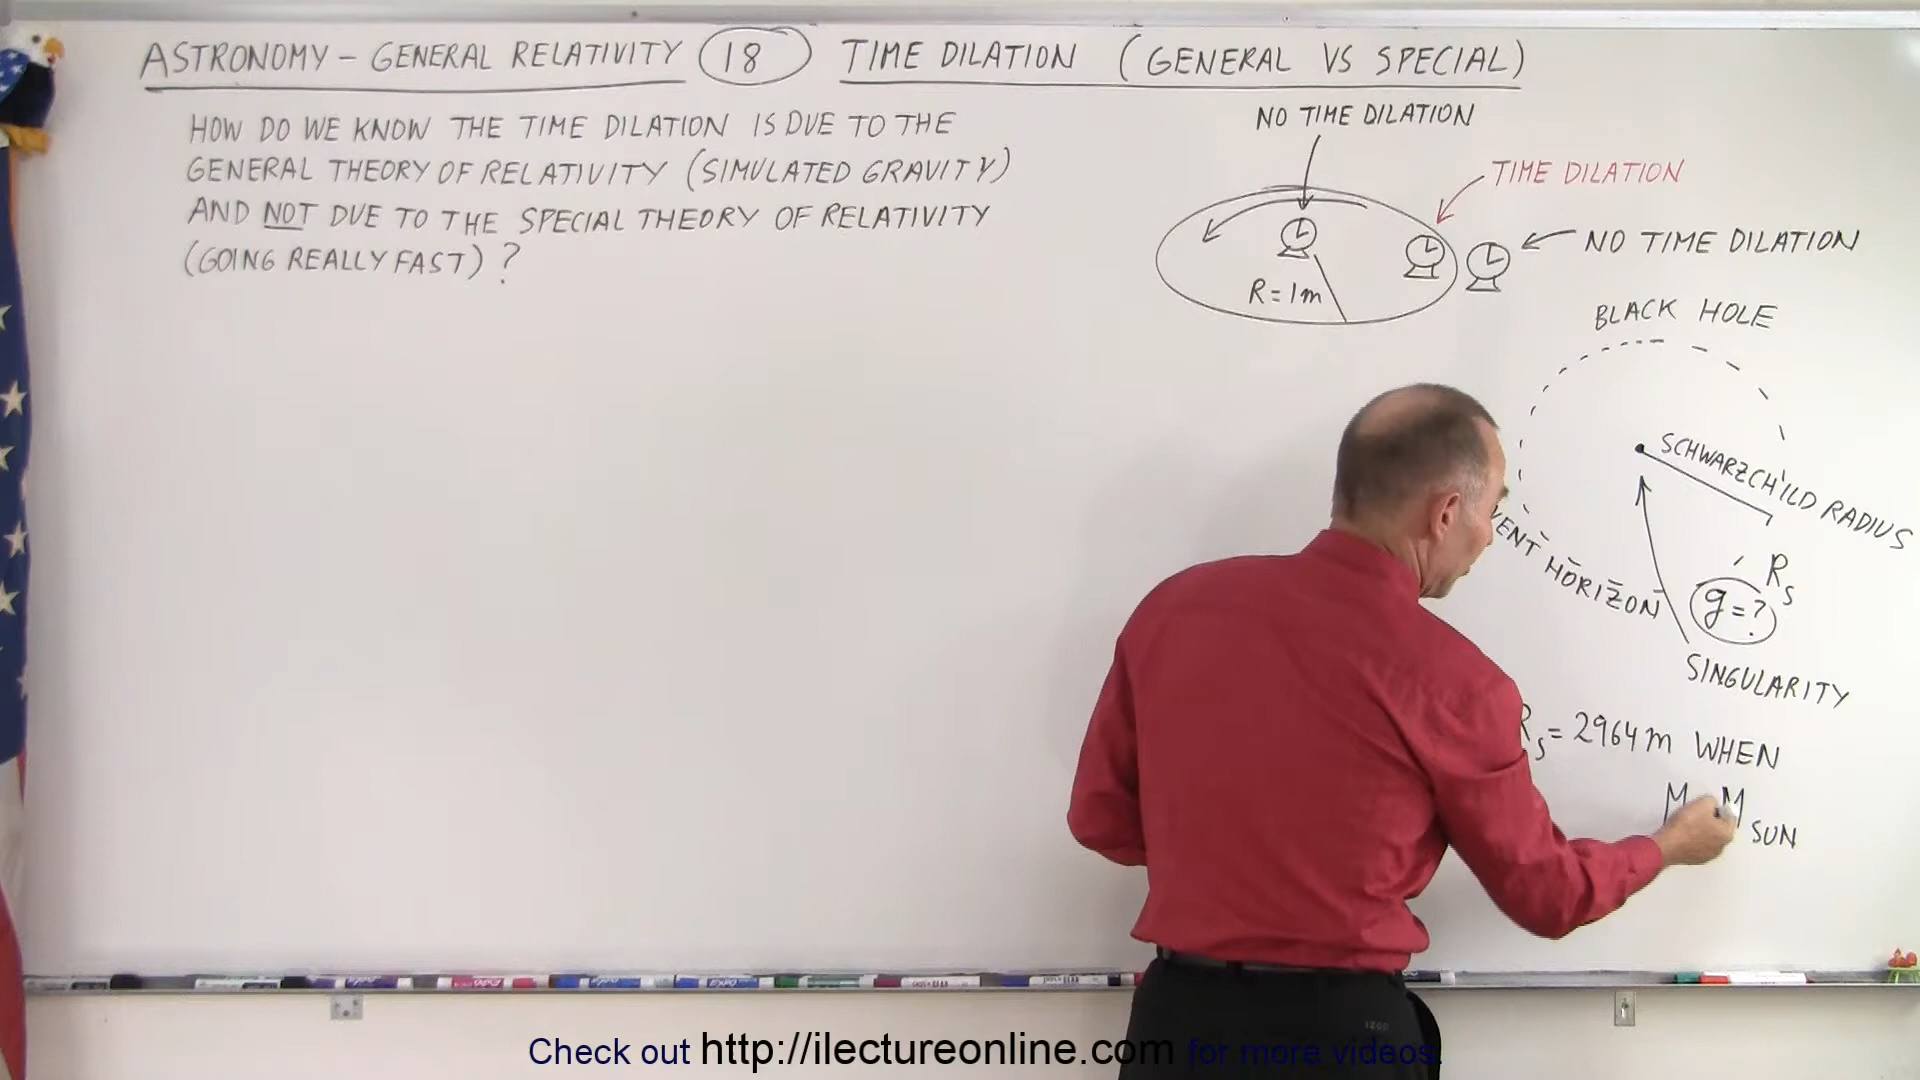 ASTRONOMY - GENERAL RELATIVITY 18 TIME DILATION (GENERAL VS SPECIAL)
HOW DO WE KNOW THE TIME DILATION IS DUE TO THE
GENERAL THEORY OF RELATIVITY (SIMULATED GRAVITY)
AND NOT DUE TO THE SPECIAL THEORY OF RELATIVITY
(GOING REALLY FAST) ?
NO TIME DILATION
TIME DILATION
NO TIME DILATION
R = 1m
BLACK HOLE
SCHWARZCHILD RADIUS
VENT HORIZON
Rs
g = ?
SINGULARITY
Rs = 2964 m WHEN
M M SUN
Check out http://ilectureonline.com for more videos.